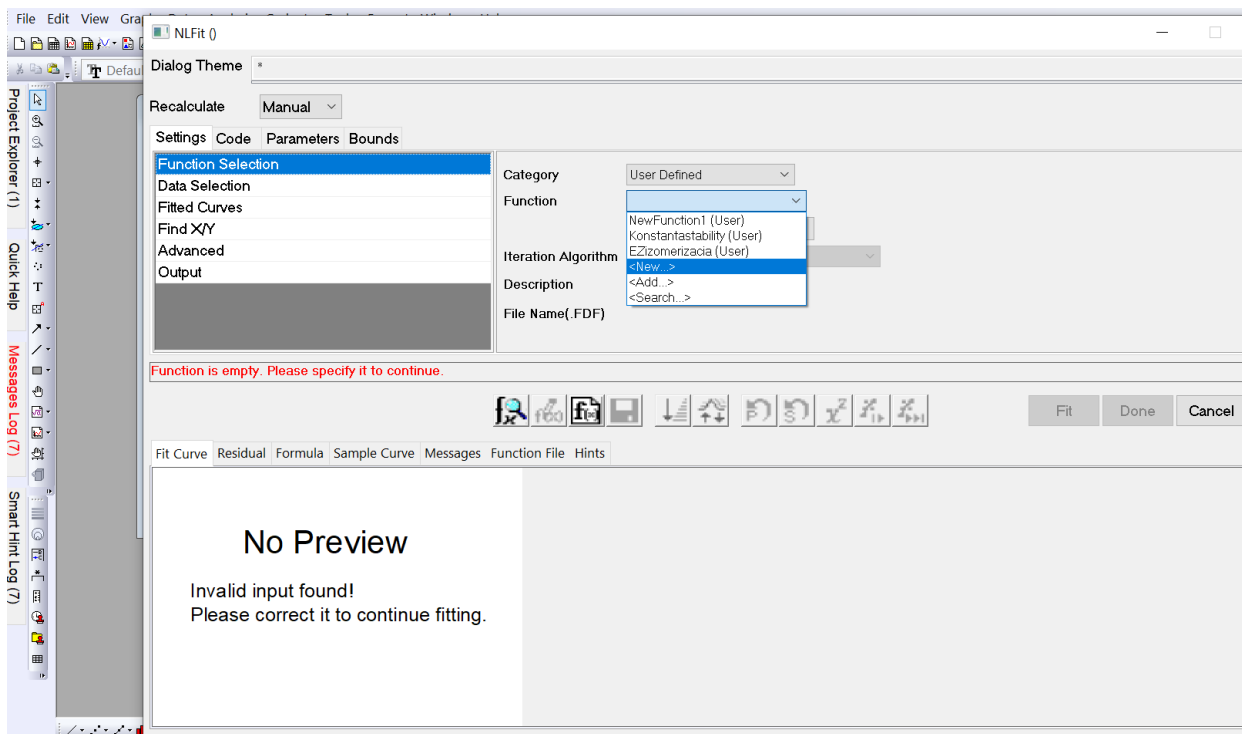 File Edit View
NLFit ()
Dialog Theme *
Defau
Recalculate Manual
Settings Code Parameters Bounds
Function Selection
Data Selection
Fitted Curves
Find X/Y
Advanced
Output
Category User Defined
Function
NewFunction1 (User)
Konstantastability (User)
EZizomerizacia (User)
<New...>
<Add...>
<Search...>
Iteration Algorithm
Description
File Name(.FDF)
Function is empty. Please specify it to continue.
Fit Done Cancel
Fit Curve Residual Formula Sample Curve Messages Function File Hints
No Preview
Invalid input found!
Please correct it to continue fitting.
Project Explorer (1)
Quick Help
Messages Log (7)
Smart Hint Log (7)